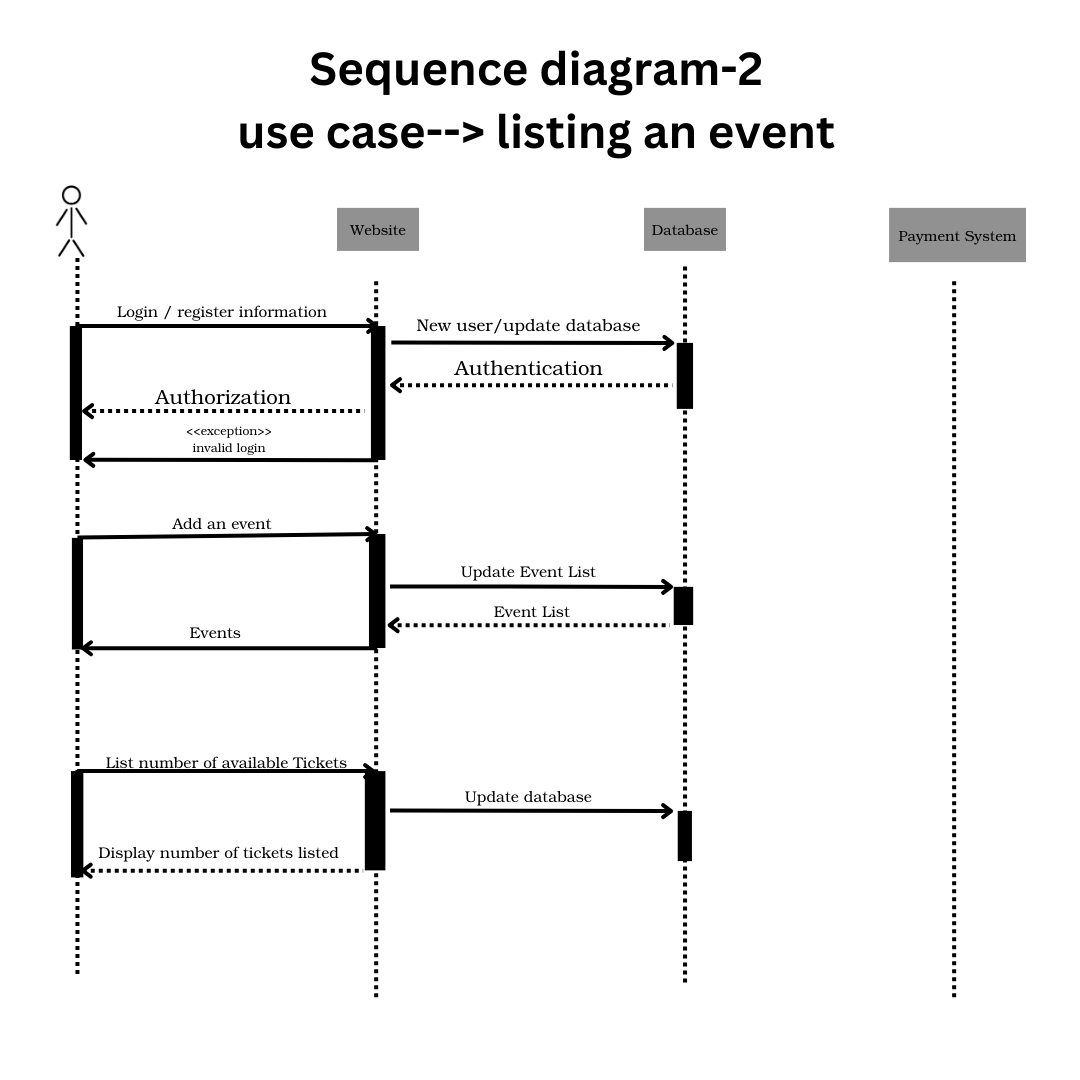 Sequence diagram-2
use case--> listing an event
Website
Database
Payment System
Login / register information
New user/update database
Authentication
Authorization
<<exception>>
invalid login
Add an event
Update Event List
Event List
Events
List number of available Tickets
Update database
Display number of tickets listed